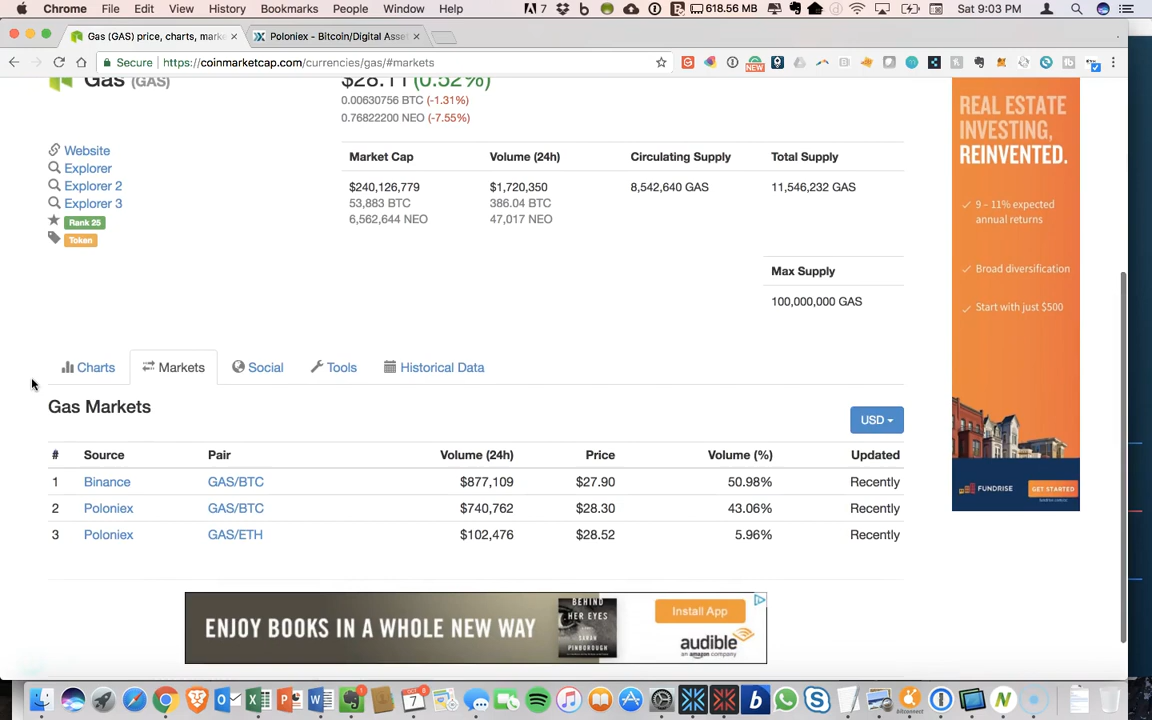 Chrome File Edit View History Bookmarks People Window Help 7 618.56 MB Sat 9:03 PM
Gas (GAS) price, charts, marke
Poloniex - Bitcoin/Digital Asset
Secure https://coinmarketcap.com/currencies/gas/#markets
NEW
Gas (GAS)
$28.11 (0.52%)
0.00630756 BTC (-1.31%)
0.76822200 NEO (-7.55%)
Website
Explorer
Explorer 2
Explorer 3
Rank 25
Token
Market Cap Volume (24h) Circulating Supply Total Supply
$240,126,779 $1,720,350 8,542,640 GAS 11,546,232 GAS
53,883 BTC 386.04 BTC
6,562,644 NEO 47,017 NEO
Max Supply
100,000,000 GAS
Charts Markets Social Tools Historical Data
Gas Markets
USD
# Source Pair Volume (24h) Price Volume (%) Updated
1 Binance GAS/BTC $877,109 $27.90 50.98% Recently
2 Poloniex GAS/BTC $740,762 $28.30 43.06% Recently
3 Poloniex GAS/ETH $102,476 $28.52 5.96% Recently
REAL ESTATE
INVESTING,
REINVENTED.
9 – 11% expected
annual returns
Broad diversification
Start with just $500
FUNDRISE GET STARTED
ENJOY BOOKS IN A WHOLE NEW WAY
BEHIND
HER EYES
SARAH
PINBOROUGH
Install App
audible
an amazon company